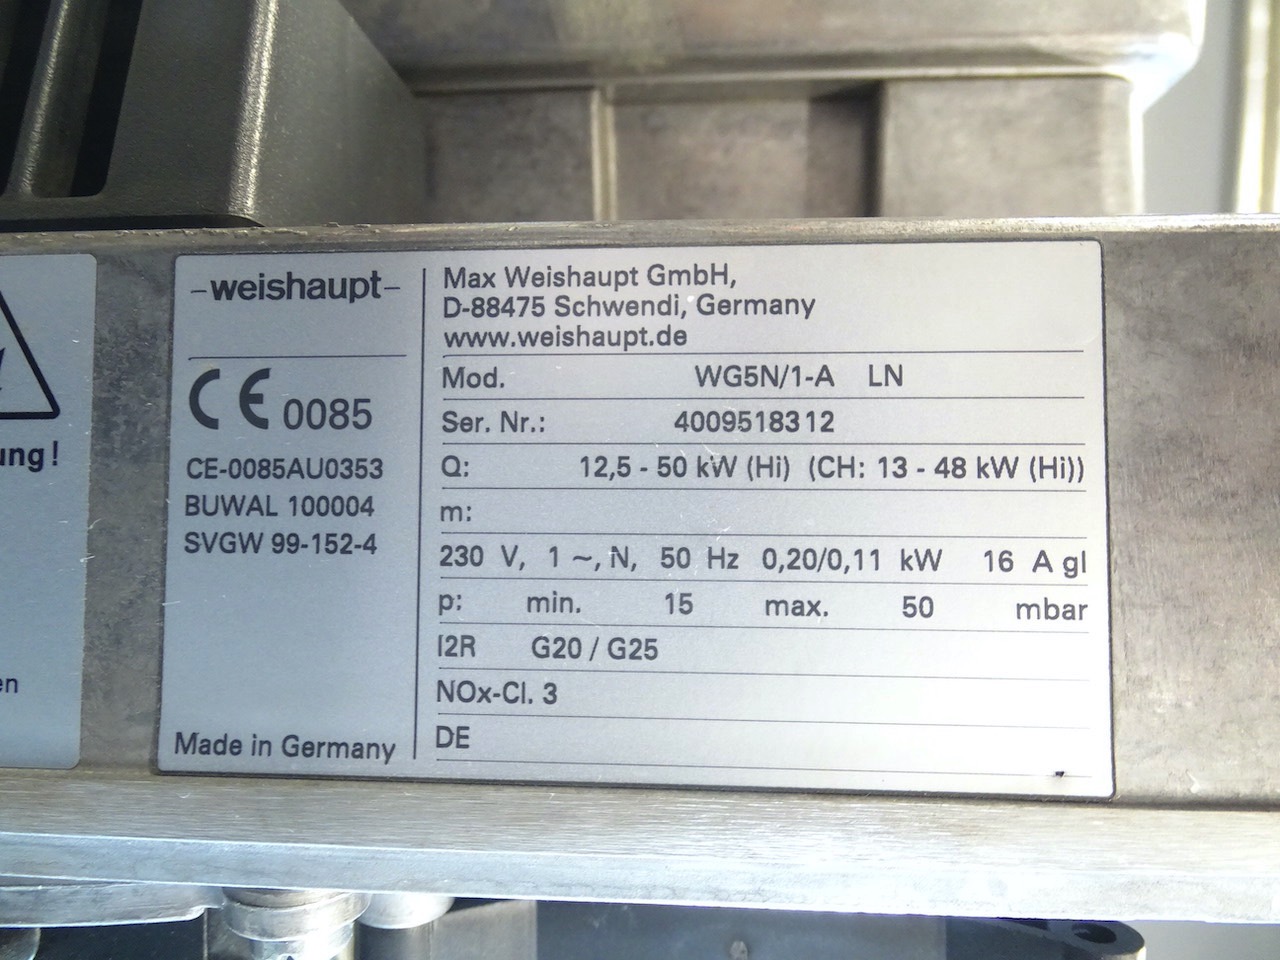 ung!
en
-weishaupt-
CE 0085
CE-0085AU0353
BUWAL 100004
SVGW 99-152-4
Made in Germany
Max Weishaupt GmbH,
D-88475 Schwendi, Germany
www.weishaupt.de
Mod. WG5N/1-A LN
Ser. Nr.: 4009518312
Q: 12,5 - 50 kW (Hi) (CH: 13 - 48 kW (Hi))
m:
230 V, 1 ~, N, 50 Hz 0,20/0,11 kW 16 A gl
p: min. 15 max. 50 mbar
I2R G20 / G25
NOx-Cl. 3
DE